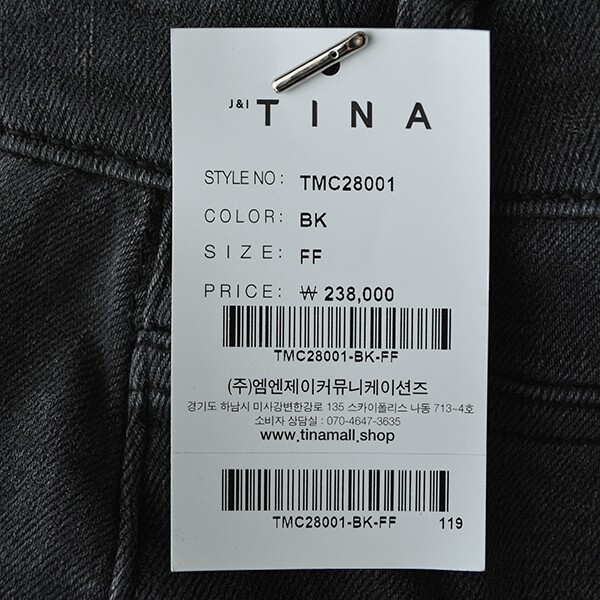 J&I TINA
STYLE NO : TMC28001
COLOR: BK
SIZE: FF
PRICE: ₩ 238,000
TMC28001-BK-FF
(주)엠엔제이커뮤니케이션즈
경기도 하남시 미사강변한강로 135 스카이폴리스 나동 713~4호
소비자 상담실 : 070-4647-3635
www.tinamall.shop
TMC28001-BK-FF 119